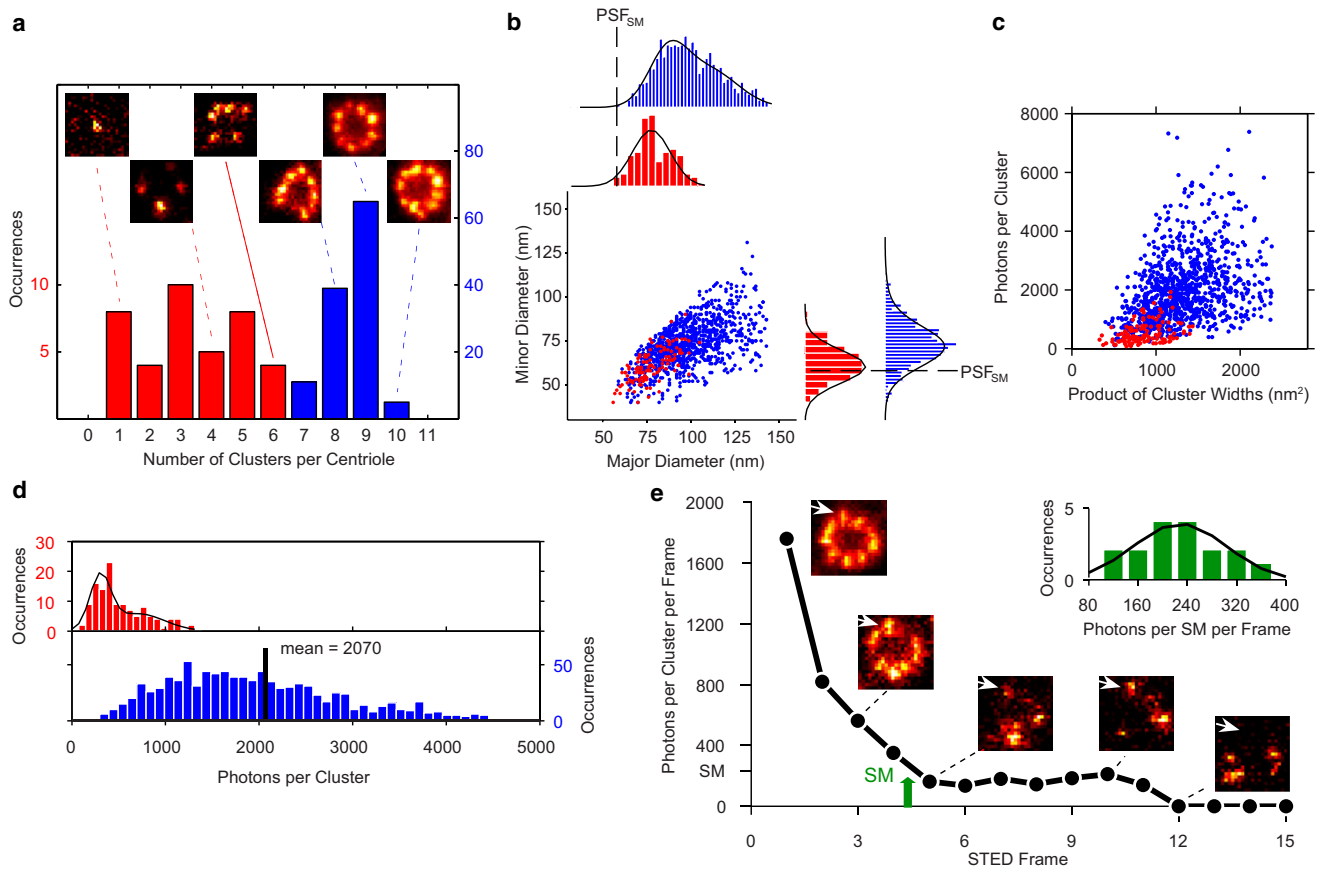 a
Occurrences
10
5
80
60
40
20
0 1 2 3 4 5 6 7 8 9 10 11
Number of Clusters per Centriole
b
PSFSM
Minor Diameter (nm)
150
125
100
75
50
50 75 100 125 150
Major Diameter (nm)
PSFSM
c
Photons per Cluster
8000
6000
4000
2000
0
0 1000 2000
Product of Cluster Widths (nm²)
d
Occurrences
30
20
10
0
mean = 2070
50
0
Occurrences
0 1000 2000 3000 4000 5000
Photons per Cluster
e
Photons per Cluster per Frame
2000
1600
1200
800
400
SM
0
SM
0 3 6 9 12 15
STED Frame
Occurrences
5
0
80 160 240 320 400
Photons per SM per Frame